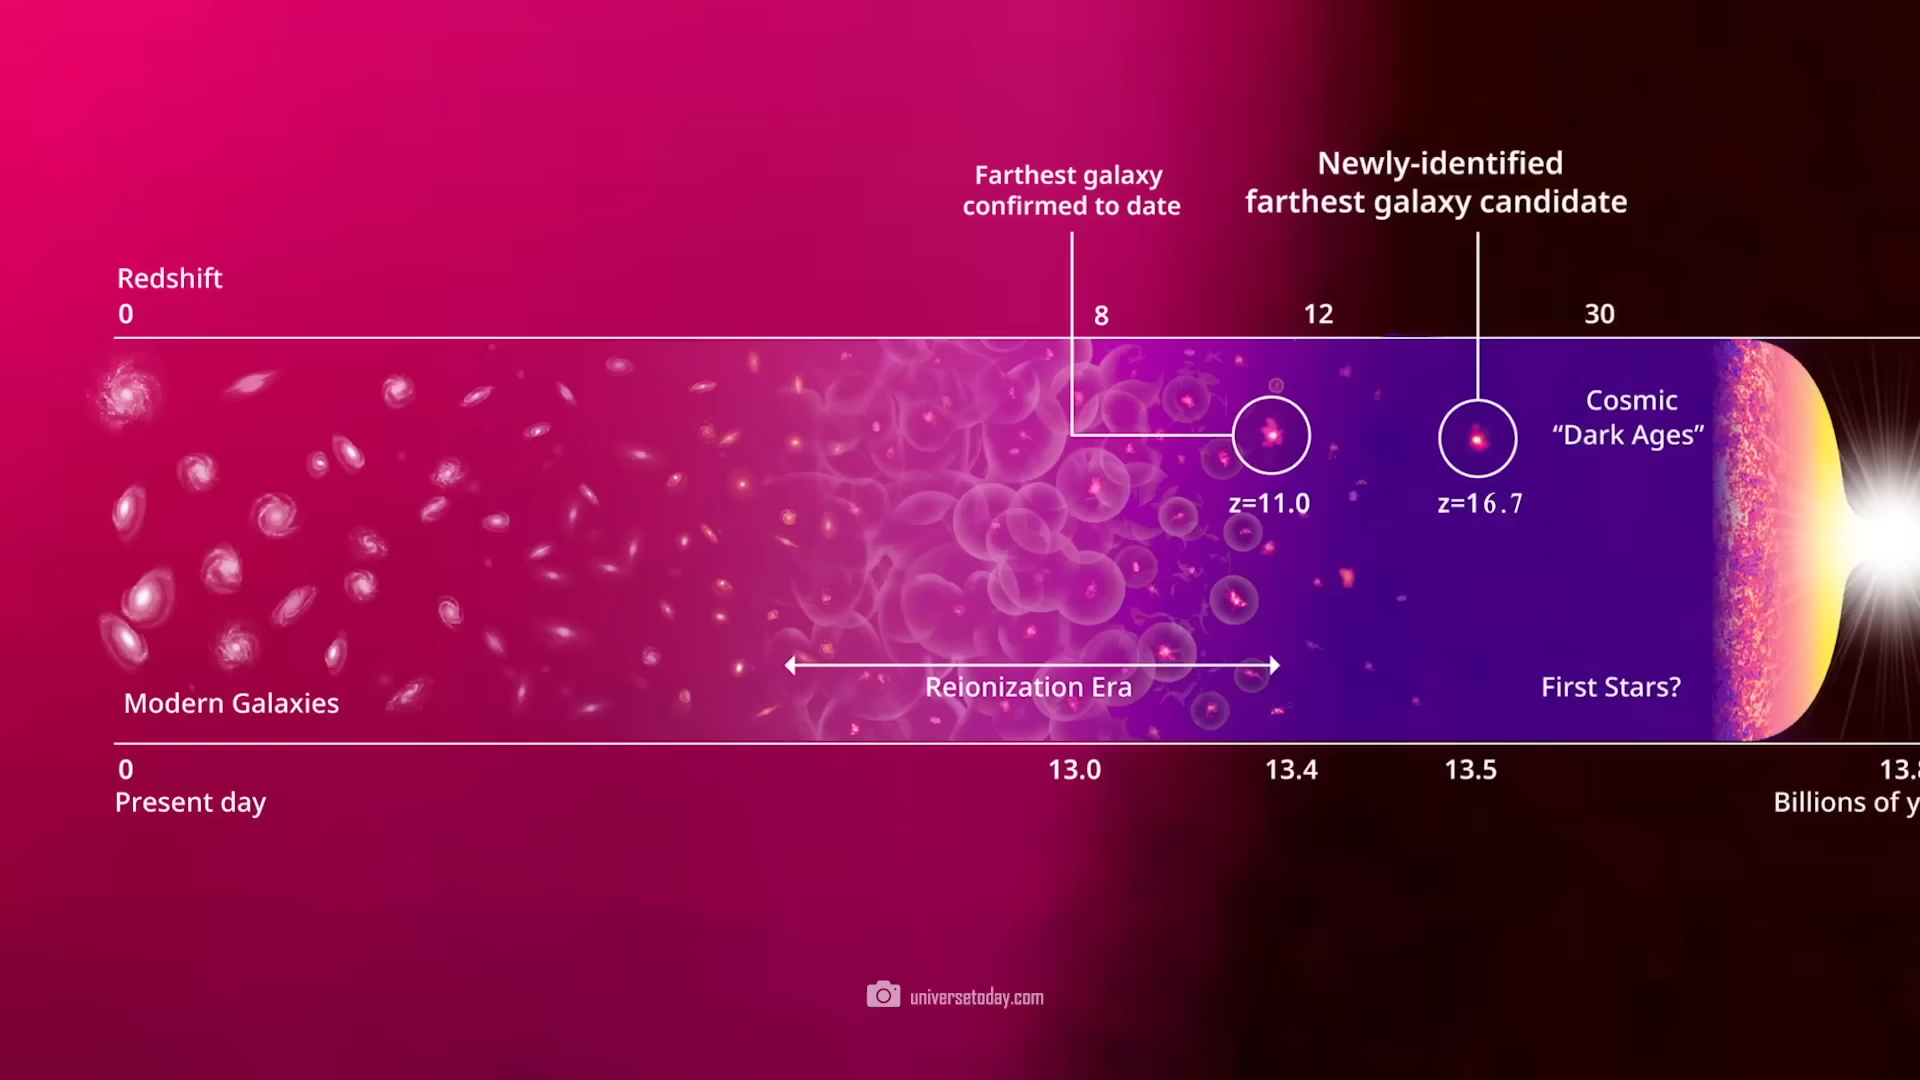 Farthest galaxy
confirmed to date
Newly-identified
farthest galaxy candidate
Redshift
0
8
12
30
Cosmic
“Dark Ages”
z=11.0
z=16.7
Reionization Era
First Stars?
Modern Galaxies
0
13.0
13.4
13.5
13.8
Present day
Billions of y
universetoday.com